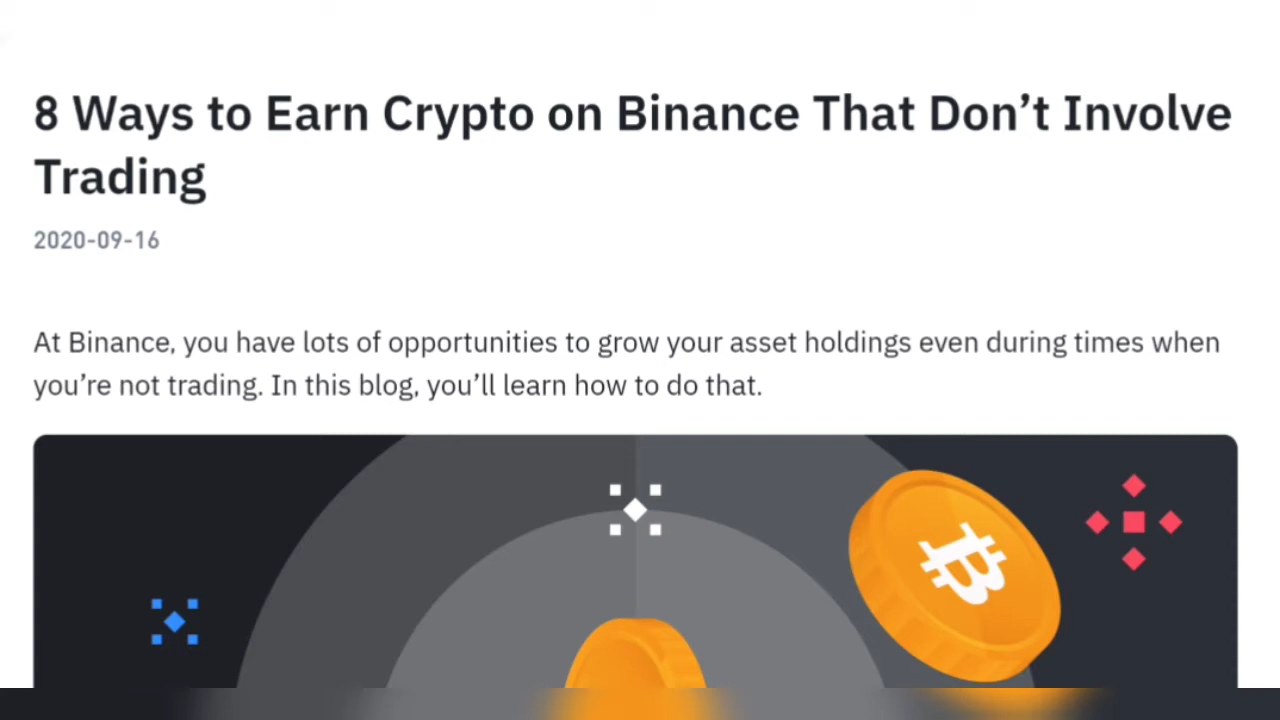 8 Ways to Earn Crypto on Binance That Don’t Involve
Trading
2020-09-16
At Binance, you have lots of opportunities to grow your asset holdings even during times when
you’re not trading. In this blog, you’ll learn how to do that.